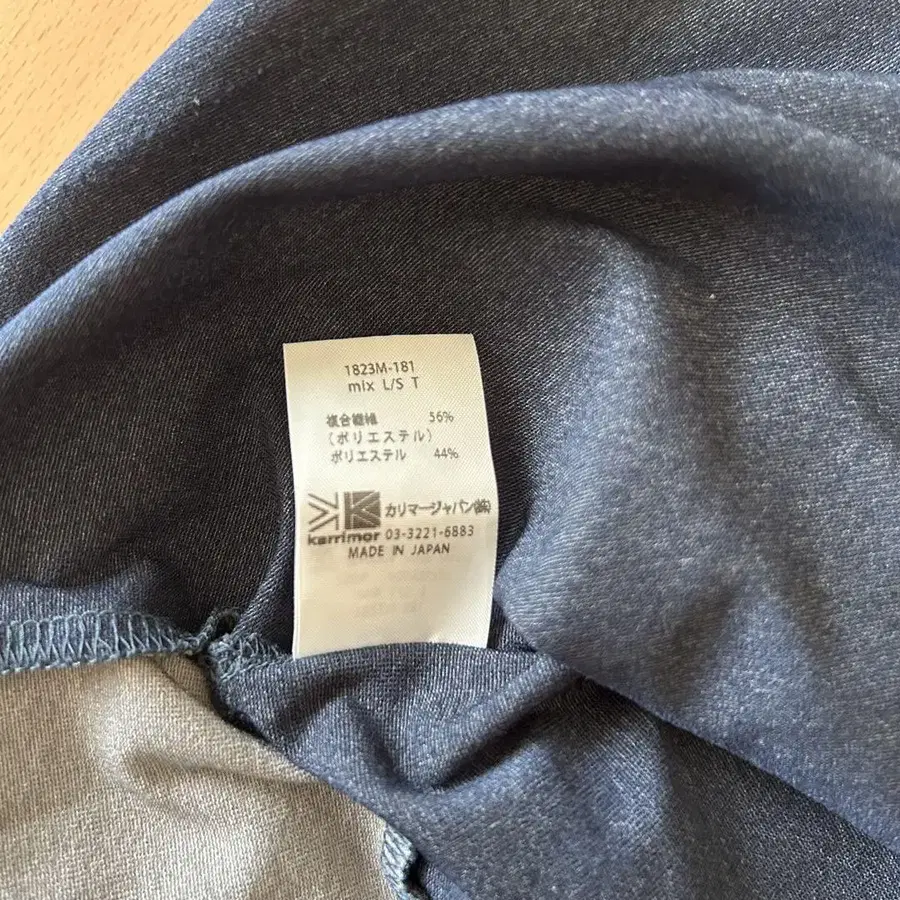 1823M-181
mix L/S T
複合繊維 56%
(ポリエステル)
ポリエステル 44%
カリマージャパン(株)
karrimor 03-3221-6883
MADE IN JAPAN